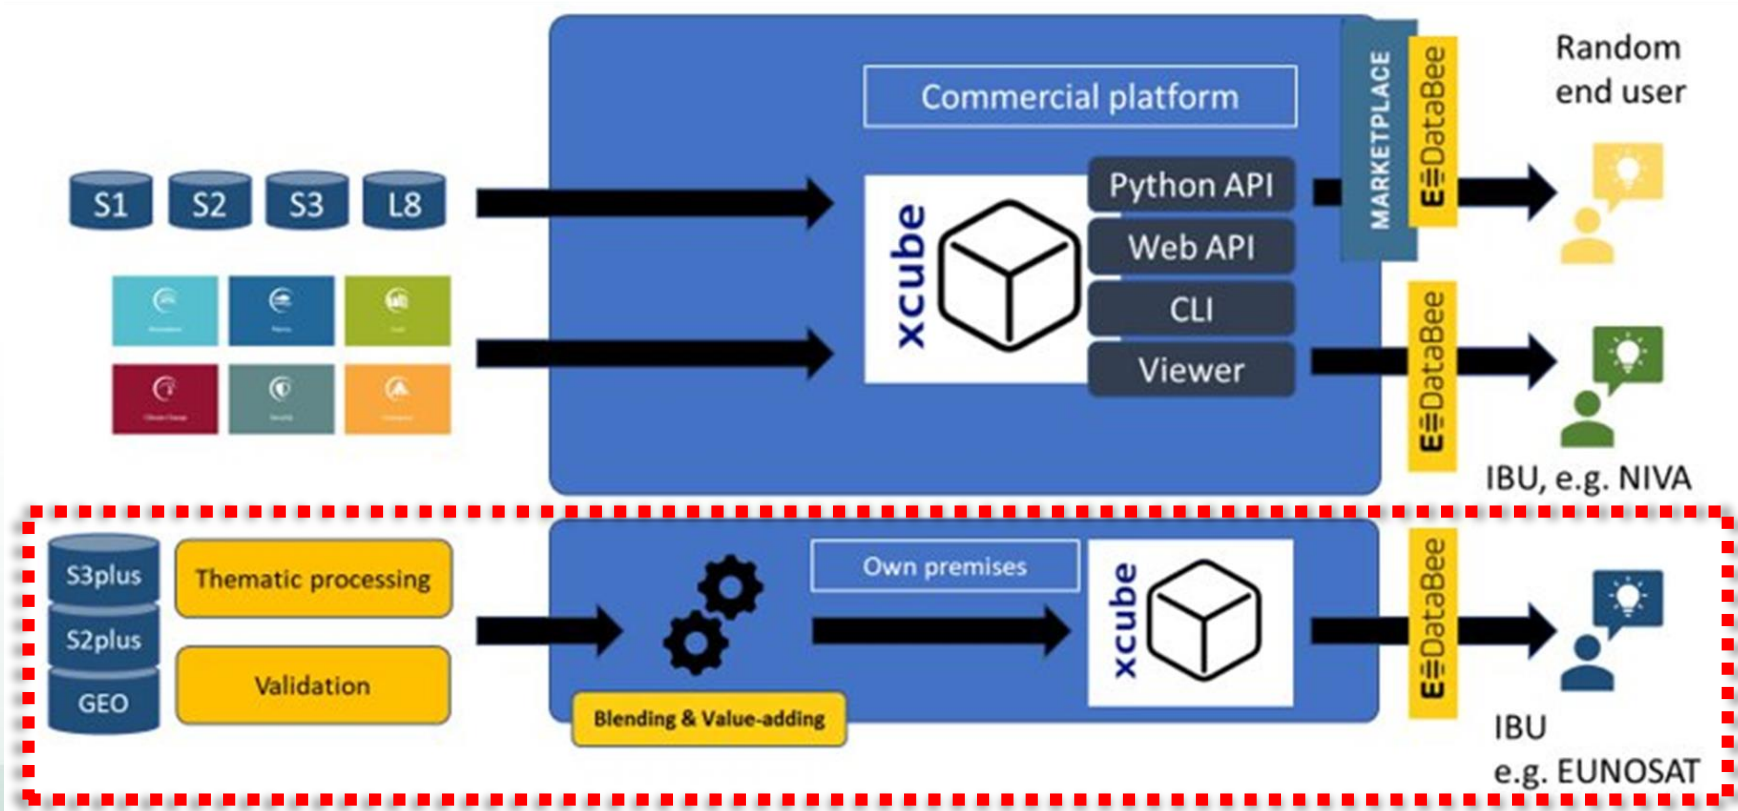 Commercial platform
MARKETPLACE
E≡DataBee
Random
end user
S1
S2
S3
L8
xcube
Python API
Web API
CLI
Viewer
E≡DataBee
IBU, e.g. NIVA
S3plus
S2plus
GEO
Thematic processing
Validation
Own premises
Blending & Value-adding
xcube
E≡DataBee
IBU
e.g. EUNOSAT